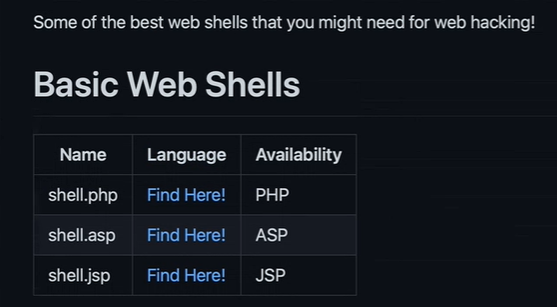 Some of the best web shells that you might need for web hacking!
Basic Web Shells
Name Language Availability
shell.php Find Here! PHP
shell.asp Find Here! ASP
shell.jsp Find Here! JSP